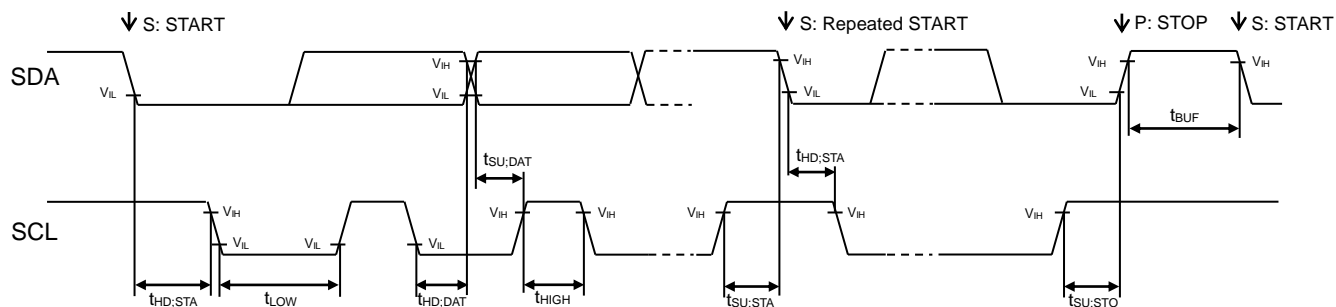 S: START
S: Repeated START
P: STOP
S: START
SDA
VIL
VIH
VIL
VIH
VIL
VIH
VIL
VIH
tBUF
tSU;DAT
tHD;STA
SCL
VIH
VIL
VIL
VIL
VIH
VIH
VIH
VIH
VIH
tHD;STA
tLOW
tHD;DAT
tHIGH
tSU;STA
tSU;STO